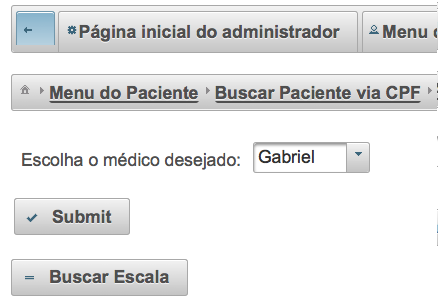 Página inicial do administrador Menu
Menu do Paciente Buscar Paciente via CPF
Escolha o médico desejado: Gabriel
Submit
Buscar Escala